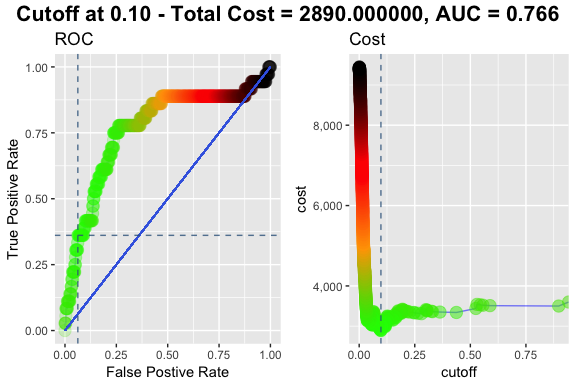 Cutoff at 0.10 - Total Cost = 2890.000000, AUC = 0.766
ROC
1.00
0.75
0.50
0.25
0.00
True Positive Rate
0.00 0.25 0.50 0.75 1.00
False Postive Rate
Cost
8,000
6,000
4,000
cost
0.00 0.25 0.50 0.75
cutoff